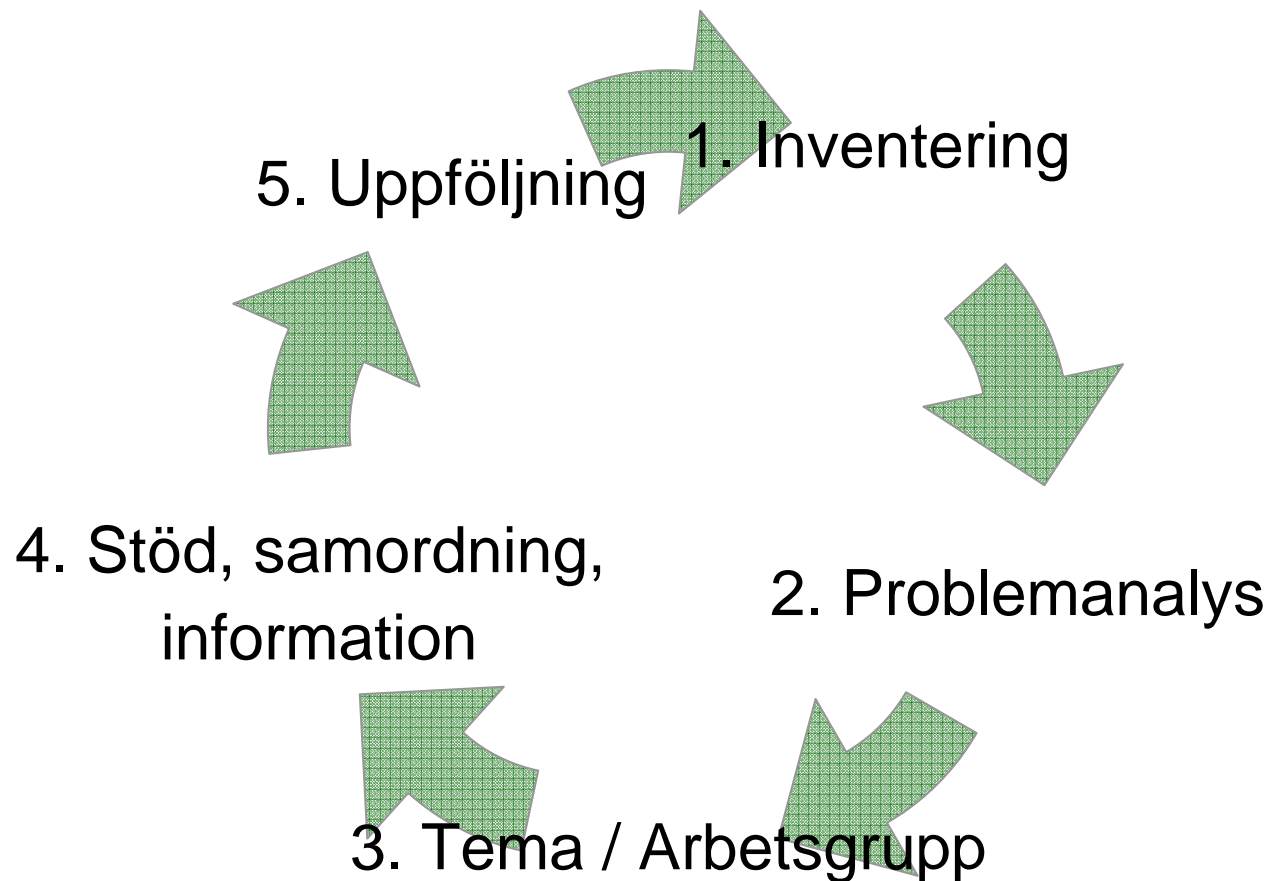 1. Inventering
2. Problemanalys
3. Tema / Arbetsgrupp
4. Stöd, samordning,
information
5. Uppföljning